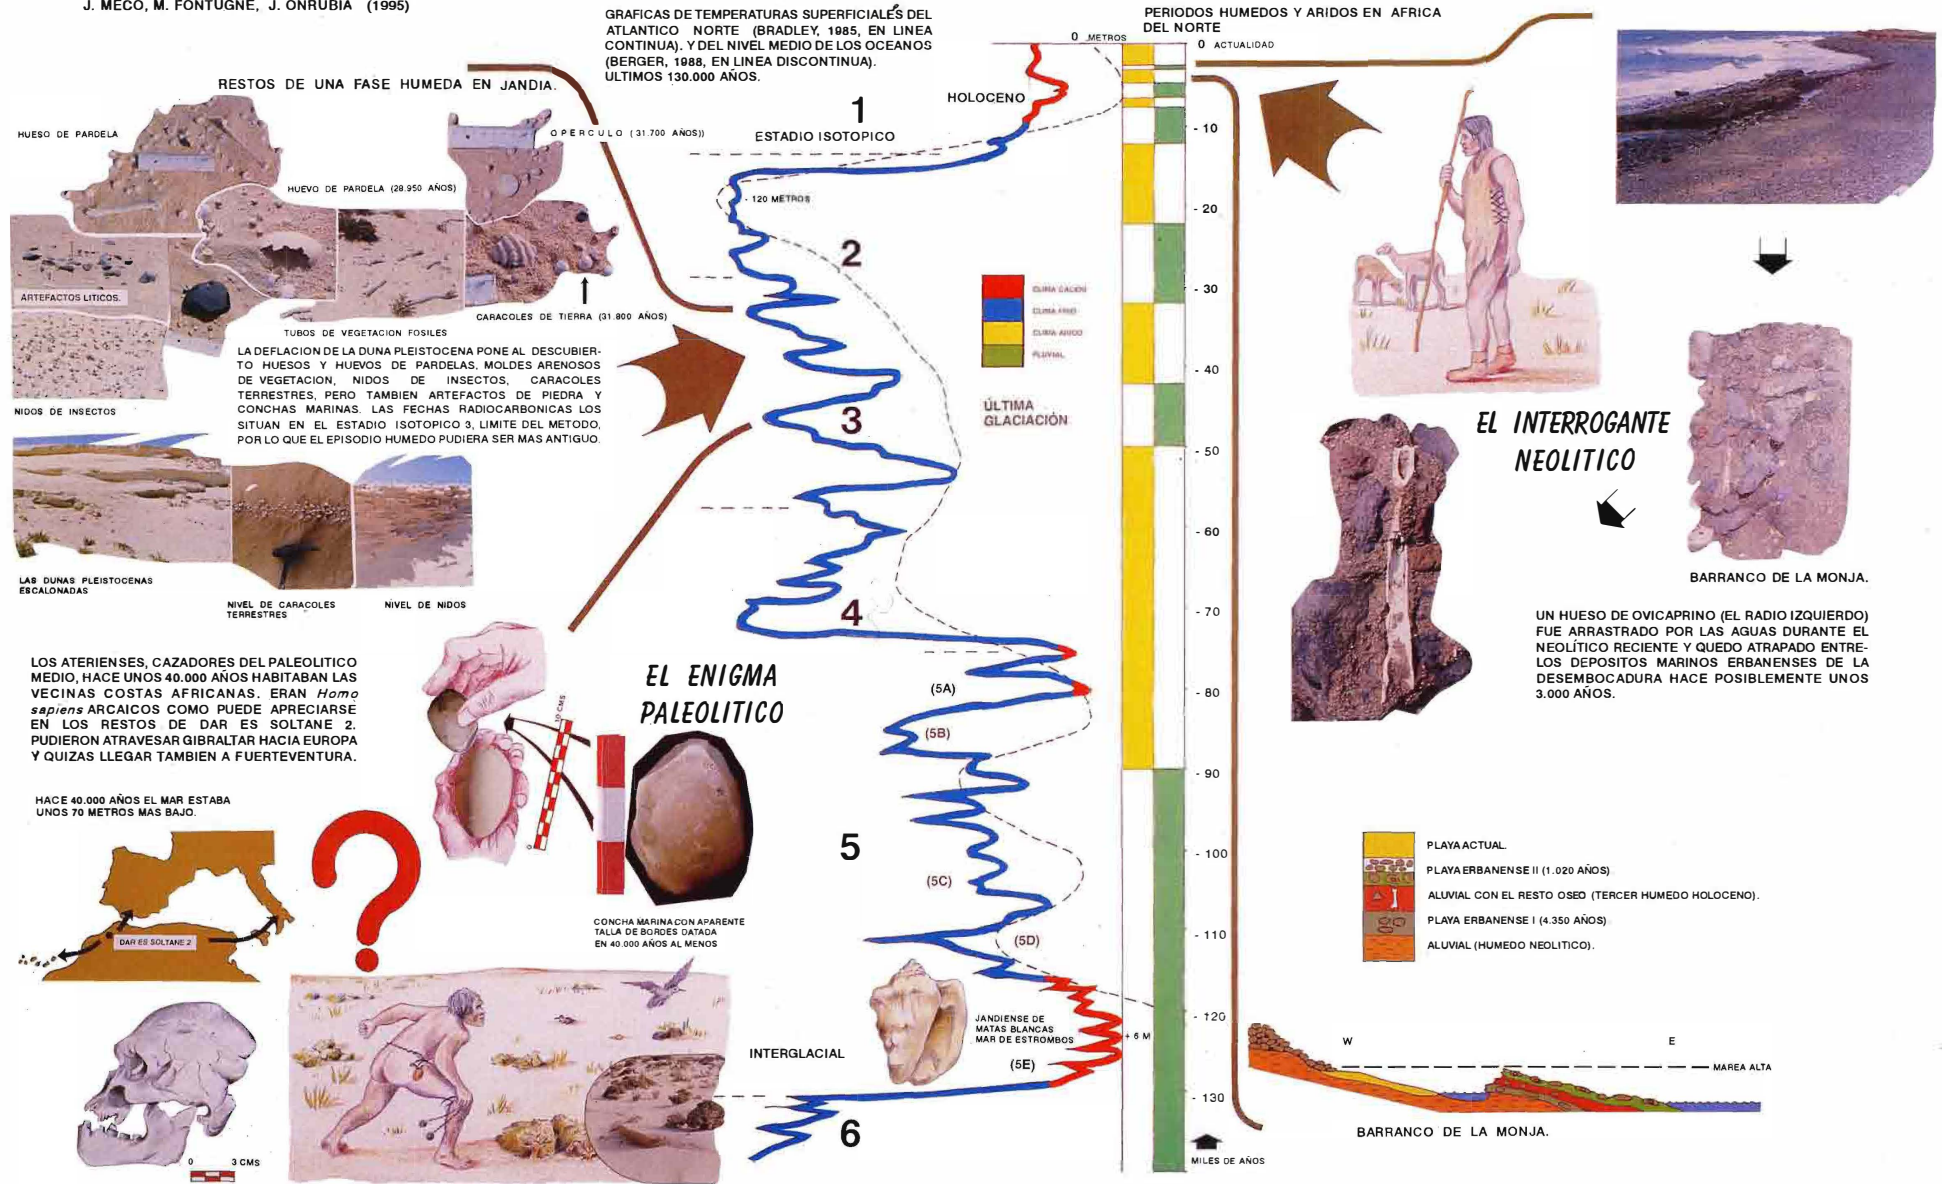 J. MECO, M. FONTUGNE, J. ONRUBIA (1995)
GRAFICAS DE TEMPERATURAS SUPERFICIALES DEL
ATLANTICO NORTE (BRADLEY, 1985, EN LINEA
CONTINUA). Y DEL NIVEL MEDIO DE LOS OCEANOS
(BERGER, 1988, EN LINEA DISCONTINUA).
ULTIMOS 130.000 AÑOS.
PERIODOS HUMEDOS Y ARIDOS EN AFRICA
DEL NORTE
0 METROS
0 ACTUALIDAD
RESTOS DE UNA FASE HUMEDA EN JANDIA.
HUESO DE PARDELA
OPERCULO (31.700 AÑOS))
HUEVO DE PARDELA (28.950 AÑOS)
ARTEFACTOS LITICOS.
TUBOS DE VEGETACION FOSILES
CARACOLES DE TIERRA (31.800 AÑOS)
NIDOS DE INSECTOS
LA DEFLACION DE LA DUNA PLEISTOCENA PONE AL DESCUBIER-
TO HUESOS Y HUEVOS DE PARDELAS, MOLDES ARENOSOS
DE VEGETACION, NIDOS DE INSECTOS, CARACOLES
TERRESTRES, PERO TAMBIEN ARTEFACTOS DE PIEDRA Y
CONCHAS MARINAS. LAS FECHAS RADIOCARBONICAS LOS
SITUAN EN EL ESTADIO ISOTOPICO 3, LIMITE DEL METODO,
POR LO QUE EL EPISODIO HUMEDO PUDIERA SER MAS ANTIGUO.
LAS DUNAS PLEISTOCENAS
ESCALONADAS
NIVEL DE CARACOLES
TERRESTRES
NIVEL DE NIDOS
LOS ATERIENSES, CAZADORES DEL PALEOLITICO
MEDIO, HACE UNOS 40.000 AÑOS HABITABAN LAS
VECINAS COSTAS AFRICANAS. ERAN Homo
sapiens ARCAICOS COMO PUEDE APRECIARSE
EN LOS RESTOS DE DAR ES SOLTANE 2.
PUDIERON ATRAVESAR GIBRALTAR HACIA EUROPA
Y QUIZAS LLEGAR TAMBIEN A FUERTEVENTURA.
HACE 40.000 AÑOS EL MAR ESTABA
UNOS 70 METROS MAS BAJO.
DAR ES SOLTANE 2
0 3 CMS
?
EL ENIGMA
PALEOLITICO
0
10 CMS
CONCHA MARINA CON APARENTE
TALLA DE BORDES DATADA
EN 40.000 AÑOS AL MENOS
1
ESTADIO ISOTOPICO
HOLOCENO
- 120 METROS
2
3
4
5
6
CLIMA CALIDO
CLIMA FRIO
CLIMA ARIDO
PLUVIAL
ÚLTIMA
GLACIACIÓN
(5A)
(5B)
(5C)
(5D)
JANDIENSE DE
MATAS BLANCAS
MAR DE ESTROMBOS
(5E)
+ 6 M
INTERGLACIAL
- 10
- 20
- 30
- 40
- 50
- 60
- 70
- 80
- 90
- 100
- 110
- 120
- 130
MILES DE AÑOS
EL INTERROGANTE
NEOLITICO
BARRANCO DE LA MONJA.
UN HUESO DE OVICAPRINO (EL RADIO IZQUIERDO)
FUE ARRASTRADO POR LAS AGUAS DURANTE EL
NEOLÍTICO RECIENTE Y QUEDO ATRAPADO ENTRE-
LOS DEPOSITOS MARINOS ERBANENSES DE LA
DESEMBOCADURA HACE POSIBLEMENTE UNOS
3.000 AÑOS.
PLAYA ACTUAL.
PLAYA ERBANENSE II (1.020 AÑOS)
ALUVIAL CON EL RESTO OSEO (TERCER HUMEDO HOLOCENO).
PLAYA ERBANENSE I (4.350 AÑOS)
ALUVIAL (HUMEDO NEOLITICO).
W
E
MAREA ALTA
BARRANCO DE LA MONJA.